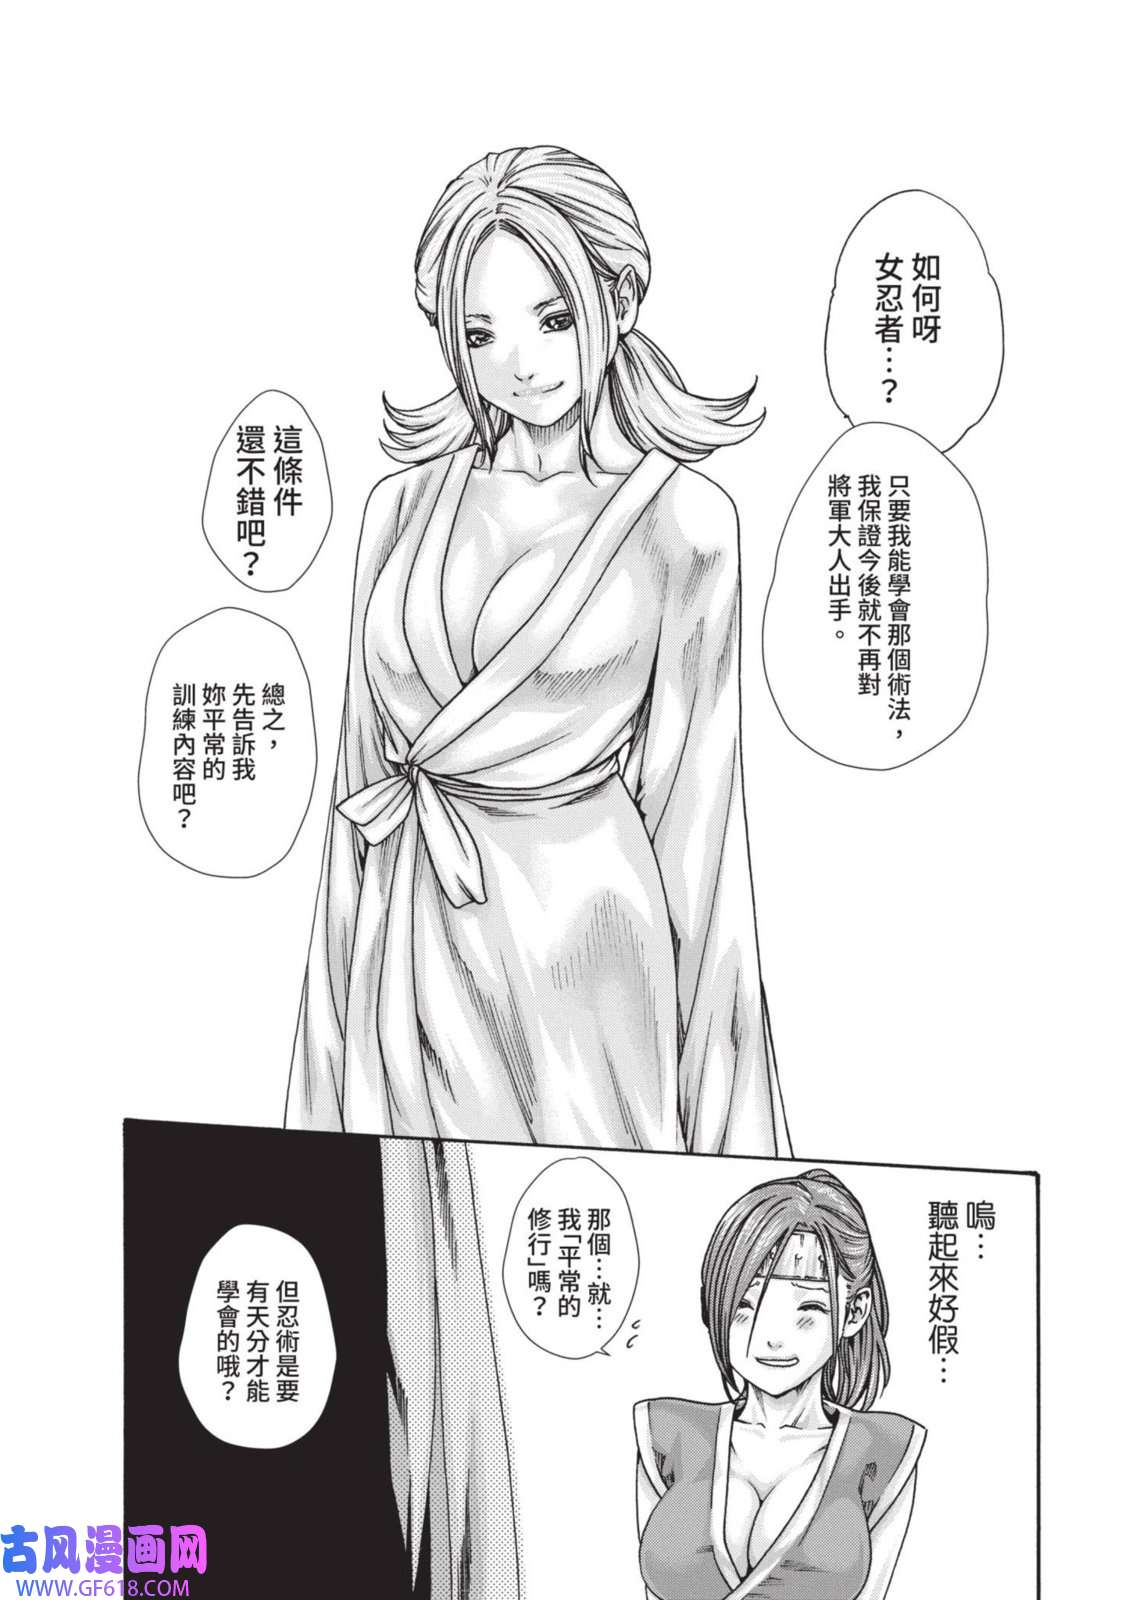 如何呀
女忍者…？
只要我能學會那個術法，
我保證今後就不再對
將軍大人出手。
這條件
還不錯吧？
總之，
先告訴我
妳平常的
訓練內容吧？
嗚…
聽起來好假…
那個…就…
我「平常的
修行」嗎？
但忍術是要
有天分才能
學會的哦？
古风漫画网
WWW.GF618.COM